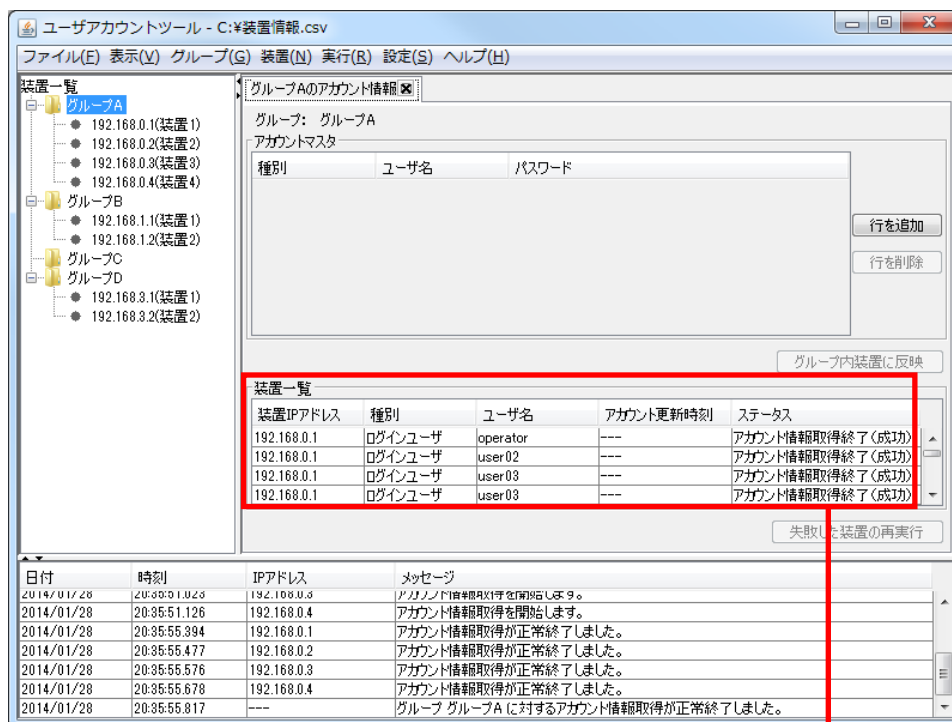 ユーザアカウントツール - C:¥装置情報.csv
ファイル(F) 表示(V) グループ(G) 装置(N) 実行(R) 設定(S) ヘルプ(H)
装置一覧
グループA
192.168.0.1(装置1)
192.168.0.2(装置2)
192.168.0.3(装置3)
192.168.0.4(装置4)
グループB
192.168.1.1(装置1)
192.168.1.2(装置2)
グループC
グループD
192.168.3.1(装置1)
192.168.3.2(装置2)
グループAのアカウント情報
グループ: グループA
アカウントマスタ
種別 ユーザ名 パスワード
行を追加
行を削除
グループ内装置に反映
装置一覧
装置IPアドレス 種別 ユーザ名 アカウント更新時刻 ステータス
192.168.0.1 ログインユーザ operator --- アカウント情報取得終了(成功)
192.168.0.1 ログインユーザ user02 --- アカウント情報取得終了(成功)
192.168.0.1 ログインユーザ user03 --- アカウント情報取得終了(成功)
192.168.0.1 ログインユーザ user03 --- アカウント情報取得終了(成功)
失敗した装置の再実行
日付 時刻 IPアドレス メッセージ
2014/01/28 20:35:51.023 192.168.0.3 アカウント情報取得を開始します。
2014/01/28 20:35:51.126 192.168.0.4 アカウント情報取得を開始します。
2014/01/28 20:35:55.394 192.168.0.1 アカウント情報取得が正常終了しました。
2014/01/28 20:35:55.477 192.168.0.2 アカウント情報取得が正常終了しました。
2014/01/28 20:35:55.576 192.168.0.3 アカウント情報取得が正常終了しました。
2014/01/28 20:35:55.678 192.168.0.4 アカウント情報取得が正常終了しました。
2014/01/28 20:35:55.817 --- グループ グループA に対するアカウント情報取得が正常終了しました。